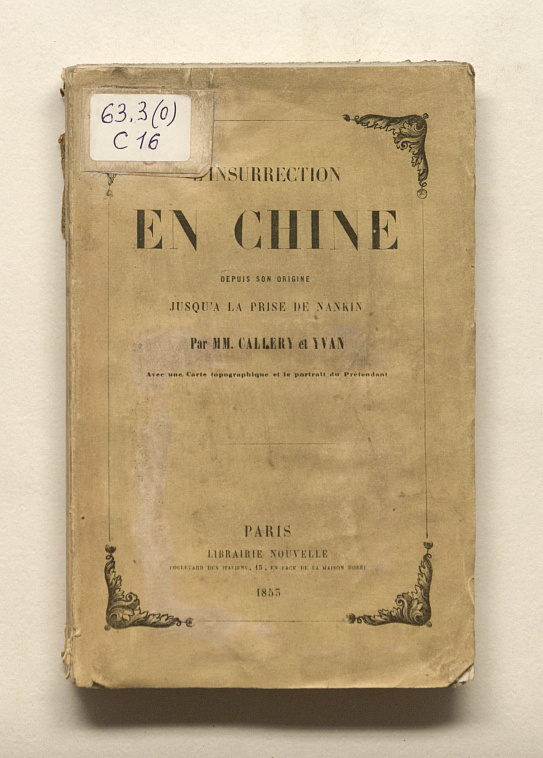 63.3(0)
C 16
L'INSURRECTION
EN CHINE
DEPUIS SON ORIGINE
JUSQU'A LA PRISE DE NANKIN
Par MM. CALLERY et YVAN
Avec une Carte topographique et le portrait du Prétendant
PARIS
LIBRAIRIE NOUVELLE
BOULEVARD DES ITALIENS, 15, EN FACE DE LA MAISON DORÉE
1853